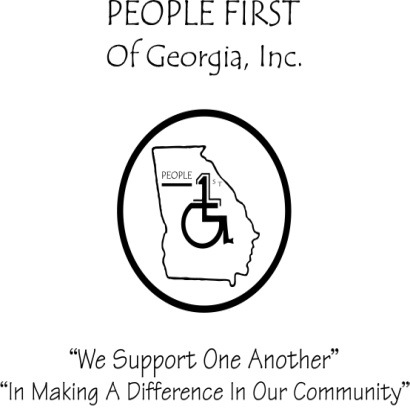 PEOPLE FIRST
Of Georgia, Inc.
PEOPLE 1ST
“We Support One Another”
“In Making A Difference In Our Community”